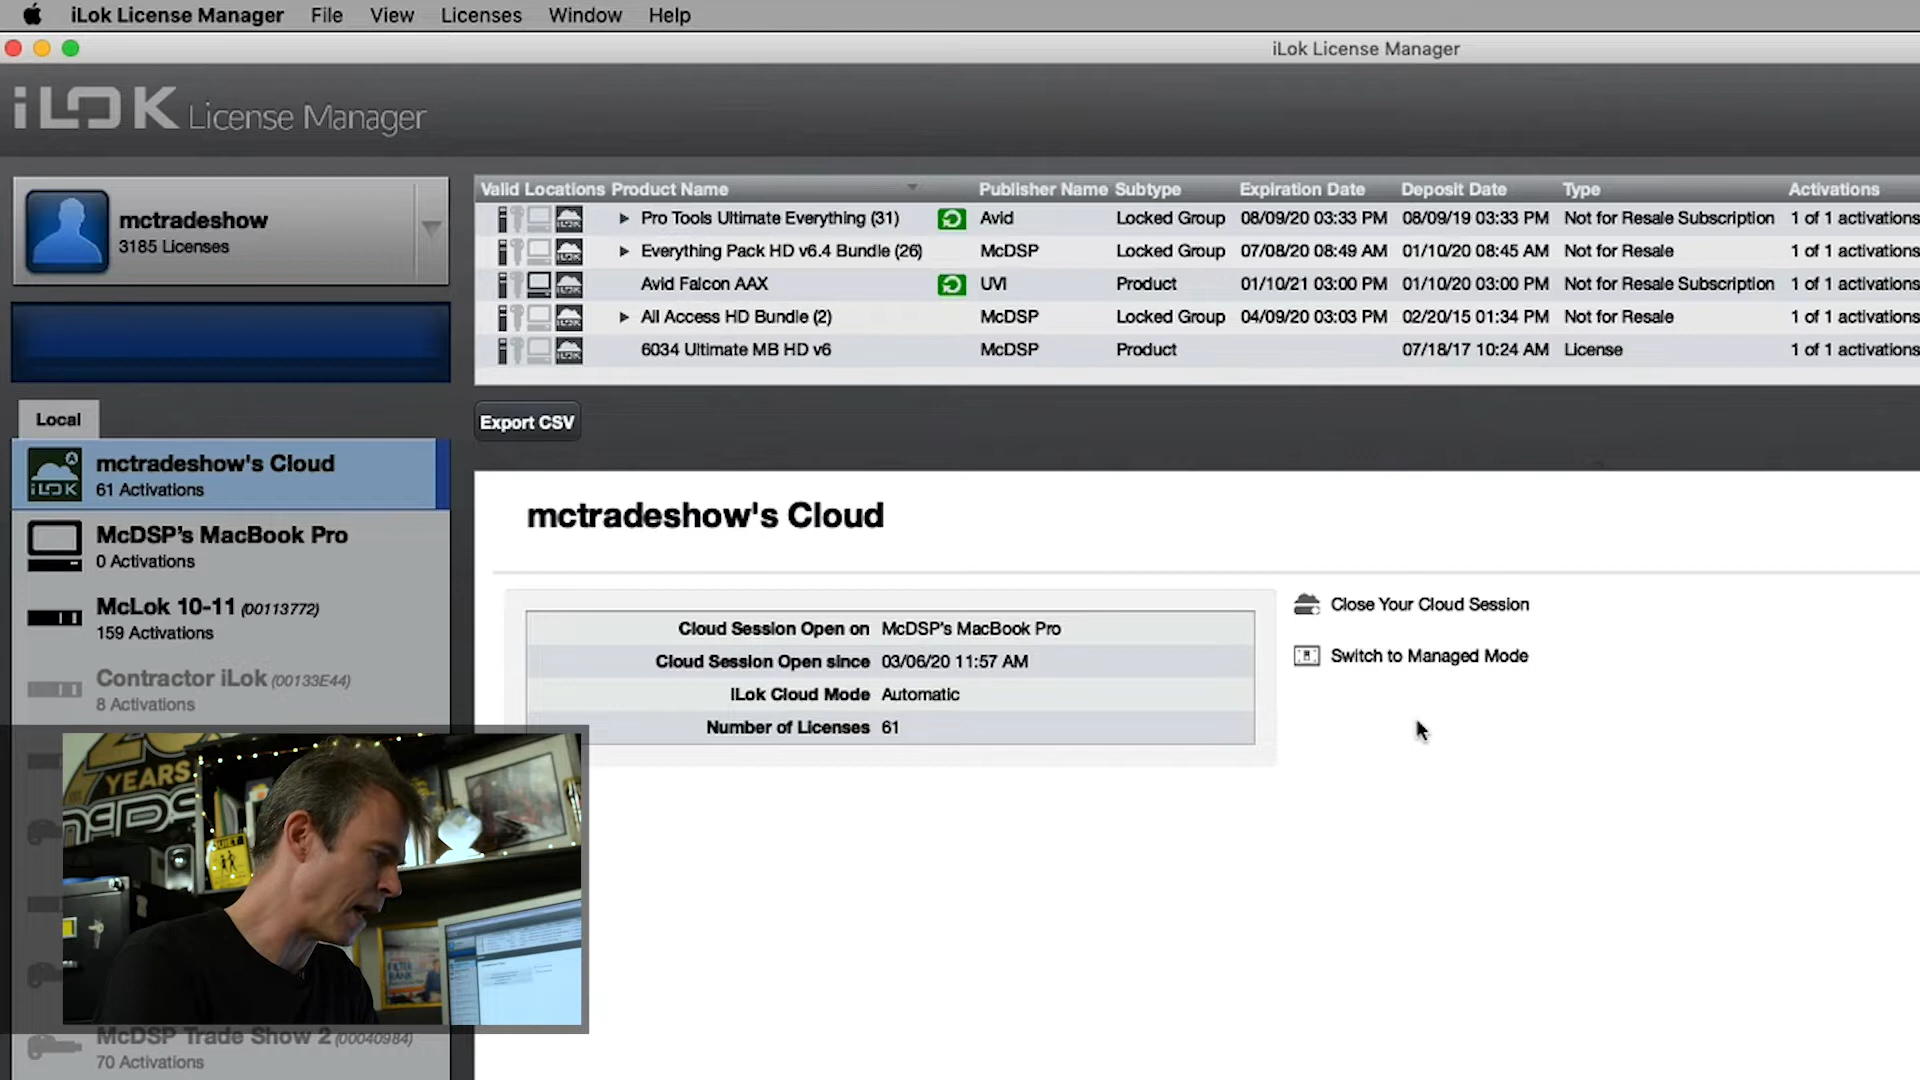 iLok License Manager File View Licenses Window Help
iLok License Manager
iLOK License Manager
mctradeshow
3185 Licenses
Valid Locations Product Name Publisher Name Subtype Expiration Date Deposit Date Type Activations
Pro Tools Ultimate Everything (31) Avid Locked Group 08/09/20 03:33 PM 08/09/19 03:33 PM Not for Resale Subscription 1 of 1 activations
Everything Pack HD v6.4 Bundle (26) McDSP Locked Group 07/08/20 08:49 AM 01/10/20 08:45 AM Not for Resale 1 of 1 activations
Avid Falcon AAX UVI Product 01/10/21 03:00 PM 01/10/20 03:00 PM Not for Resale Subscription 1 of 1 activations
All Access HD Bundle (2) McDSP Locked Group 04/09/20 03:03 PM 02/20/15 01:34 PM Not for Resale 1 of 1 activations
6034 Ultimate MB HD v6 McDSP Product 07/18/17 10:24 AM License 1 of 1 activations
Export CSV
Local
mctradeshow's Cloud
61 Activations
McDSP's MacBook Pro
0 Activations
McLok 10-11 (00113772)
159 Activations
Contractor iLok (00133E44)
8 Activations
mctradeshow's Cloud
Cloud Session Open on McDSP's MacBook Pro
Cloud Session Open since 03/06/20 11:57 AM
iLok Cloud Mode Automatic
Number of Licenses 61
Close Your Cloud Session
Switch to Managed Mode
YEARS
McDS
QUIET
FILTER
BANK
McDSP Trade Show 2 (00040984)
70 Activations